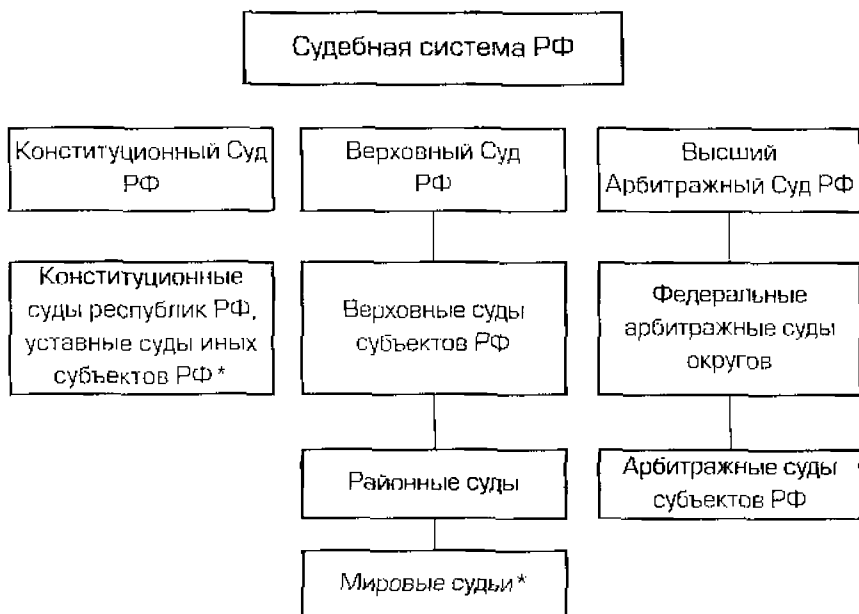 Судебная система РФ
Конституционный Суд
РФ
Верховный Суд
РФ
Высший
Арбитражный Суд РФ
Конституционные
суды республик РФ,
уставные суды иных
субъектов РФ*
Верховные суды
субъектов РФ
Федеральные
арбитражные суды
округов
Районные суды
Арбитражные суды
субъектов РФ
Мировые судьи*